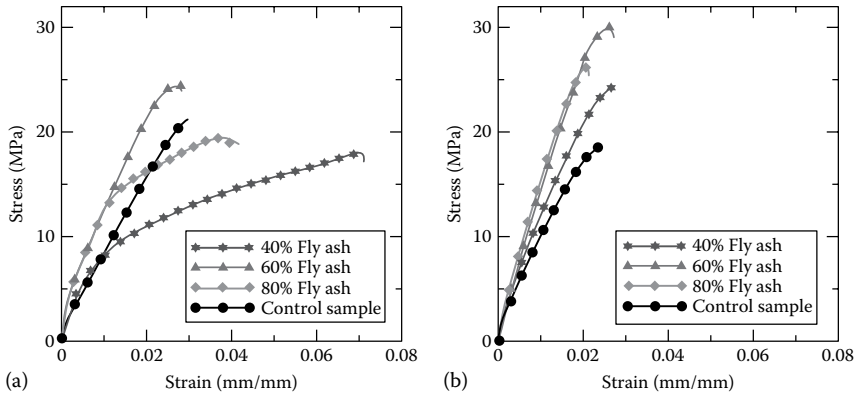 30
20
10
0
Stress (MPa)
0
0.02
0.04
0.06
0.08
Strain (mm/mm)
40% Fly ash
60% Fly ash
80% Fly ash
Control sample
(a)
30
20
10
0
Stress (MPa)
0
0.02
0.04
0.06
0.08
Strain (mm/mm)
40% Fly ash
60% Fly ash
80% Fly ash
Control sample
(b)